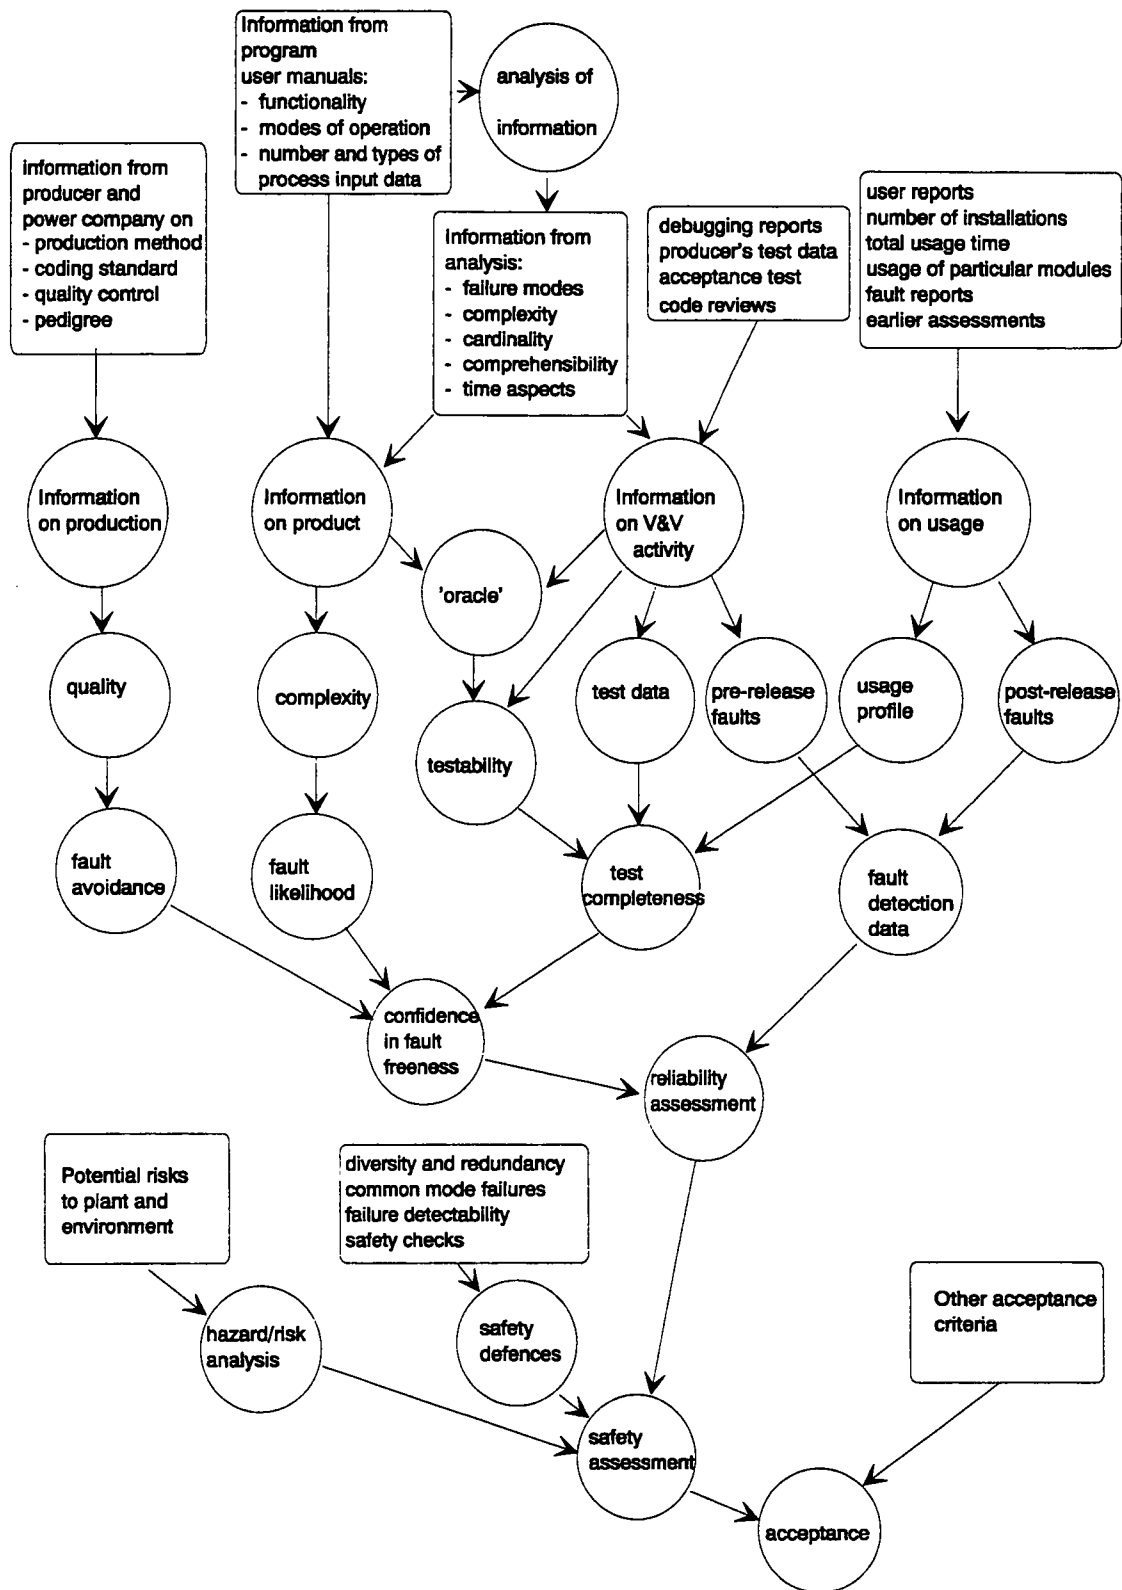 Information from
program
user manuals:
- functionality
- modes of operation
- number and types of
process input data
analysis of
information
information from
producer and
power company on
- production method
- coding standard
- quality control
- pedigree
Information from
analysis:
- failure modes
- complexity
- cardinality
- comprehensibility
- time aspects
debugging reports
producer's test data
acceptance test
code reviews
user reports
number of installations
total usage time
usage of particular modules
fault reports
earlier assessments
Information
on production
Information
on product
Information
on V&V
activity
Information
on usage
'oracle'
quality
complexity
testability
test data
pre-release
faults
usage
profile
post-release
faults
fault
avoidance
fault
likelihood
test
completeness
fault
detection
data
confidence
in fault
freeness
reliability
assessment
Potential risks
to plant and
environment
diversity and redundancy
common mode failures
failure detectability
safety checks
Other acceptance
criteria
hazard/risk
analysis
safety
defences
safety
assessment
acceptance